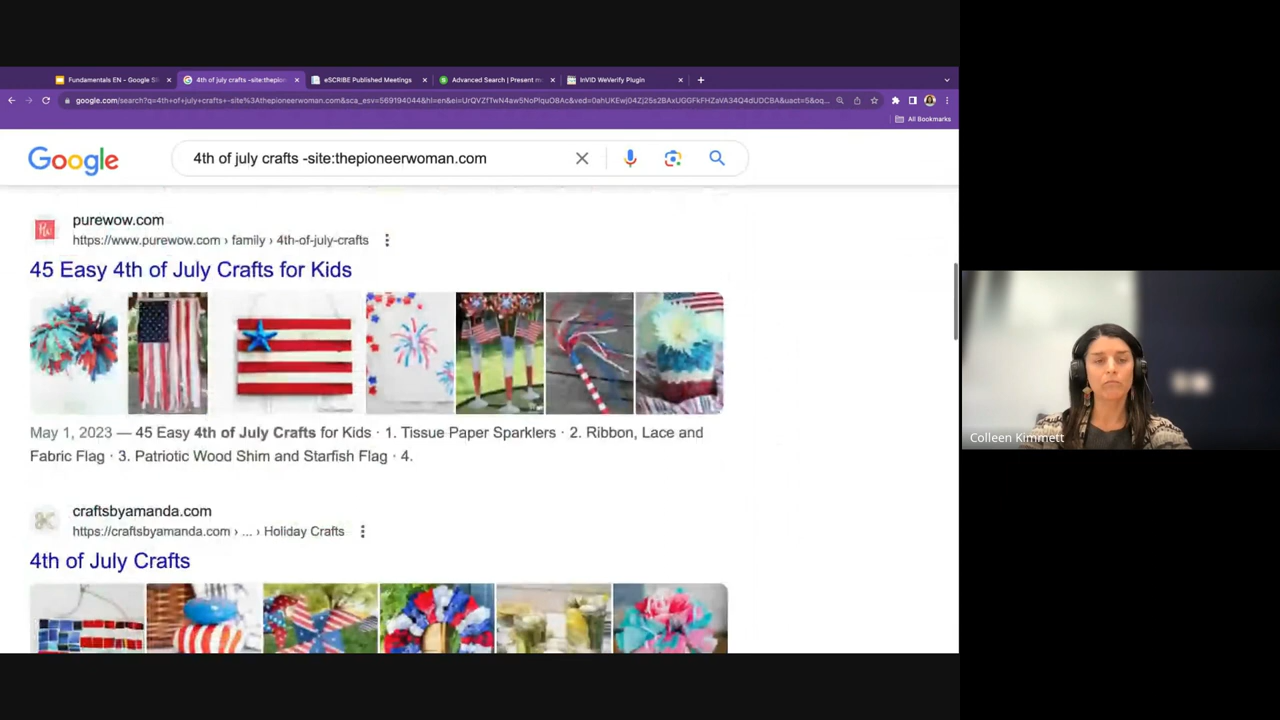 Fundamentals EN - Google Sl
4th of july crafts -site:thepion
eSCRIBE Published Meetings
Advanced Search | Present m
InVID WeVerify Plugin
All Bookmarks
Google
4th of july crafts -site:thepioneerwoman.com
purewow.com
https://www.purewow.com › family › 4th-of-july-crafts
45 Easy 4th of July Crafts for Kids
May 1, 2023 — 45 Easy 4th of July Crafts for Kids · 1. Tissue Paper Sparklers · 2. Ribbon, Lace and
Fabric Flag · 3. Patriotic Wood Shim and Starfish Flag · 4.
craftsbyamanda.com
https://craftsbyamanda.com › ... › Holiday Crafts
4th of July Crafts
Colleen Kimmett